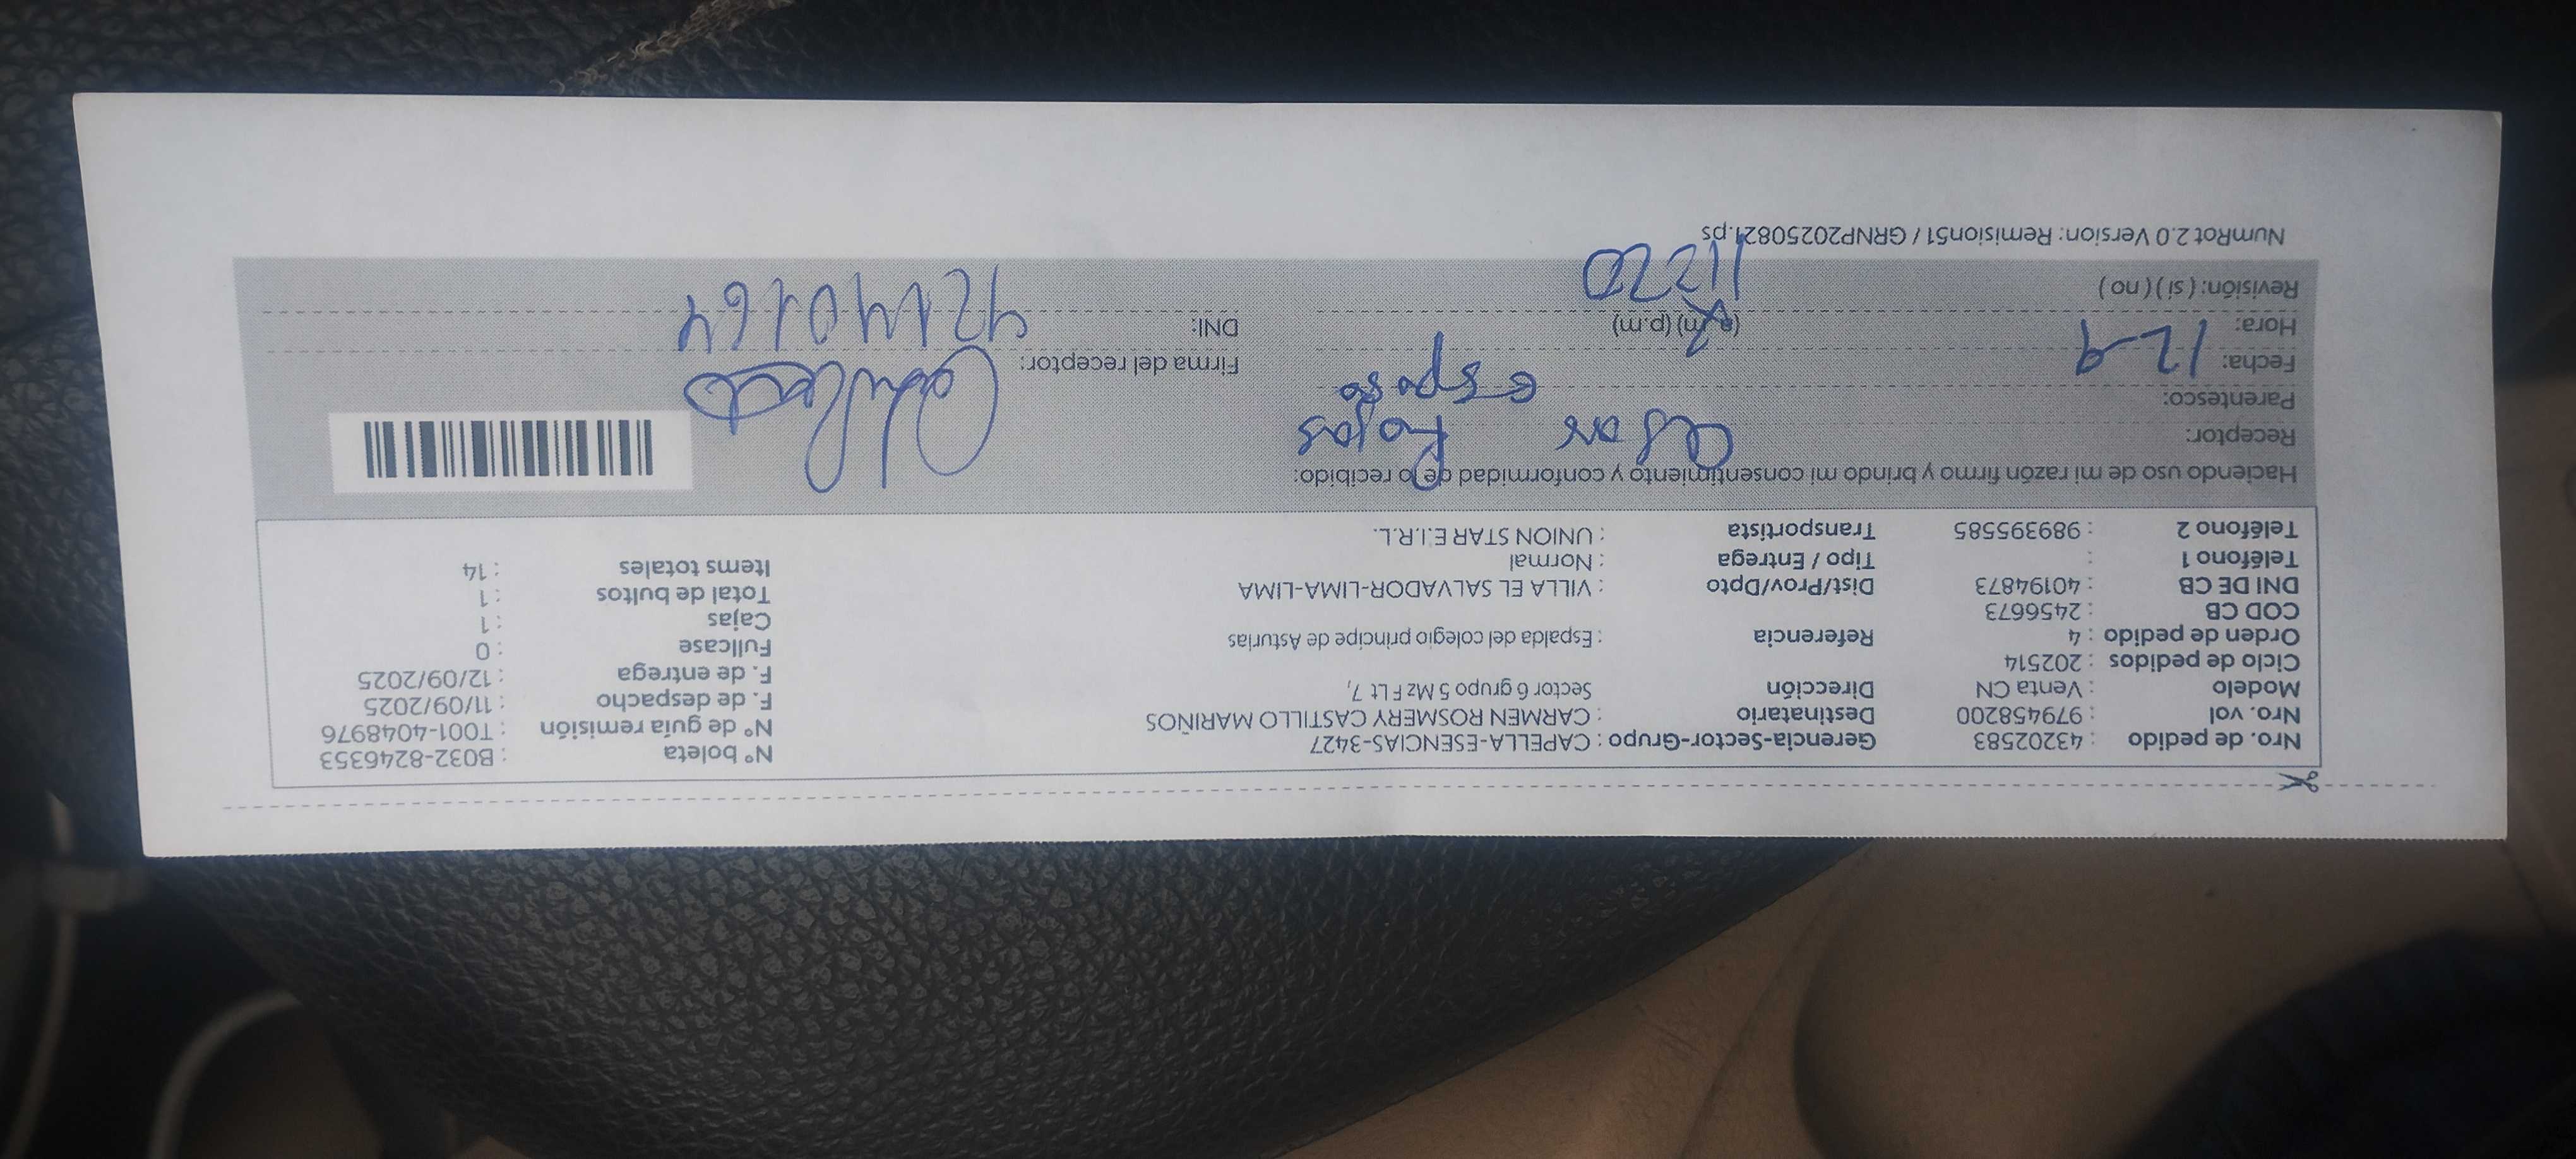 Nro. de pedido : 43202583 Gerencia-Sector-Grupo : CAPELLA-ESENCIAS-3427 N° boleta : B032-8246353
Nro. vol : 979458200 Destinatario : CARMEN ROSMERY CASTILLO MARIÑOS N° de guía remisión : T001-4048976
Modelo : Venta CN Dirección Sector 6 grupo 5 Mz F Lt 7, F. de despacho : 11/09/2025
Ciclo de pedidos : 202514 F. de entrega : 12/09/2025
Orden de pedido : 4 Referencia : Espalda del colegio principe de Asturias Fullcase : 0
COD CB : 2456673 Cajas : 1
DNI DE CB : 40194873 Dist/Prov/Dpto : VILLA EL SALVADOR-LIMA-LIMA Total de bultos : 1
Teléfono 1 : Tipo / Entrega : Normal Items totales : 14
Teléfono 2 : 989395585 Transportista : UNION STAR E.I.R.L.
Haciendo uso de mi razón firmo y brindo mi consentimiento y conformidad de lo recibido:
Receptor: Rojas
Parentesco: esposo
Fecha: 12-9 Firma del receptor:
Hora: (a.m) (p.m) DNI: 42140164
Revisión: ( si ) ( no )
NumRot 2.0 Version: Remision51 / GRNP20250821.ps